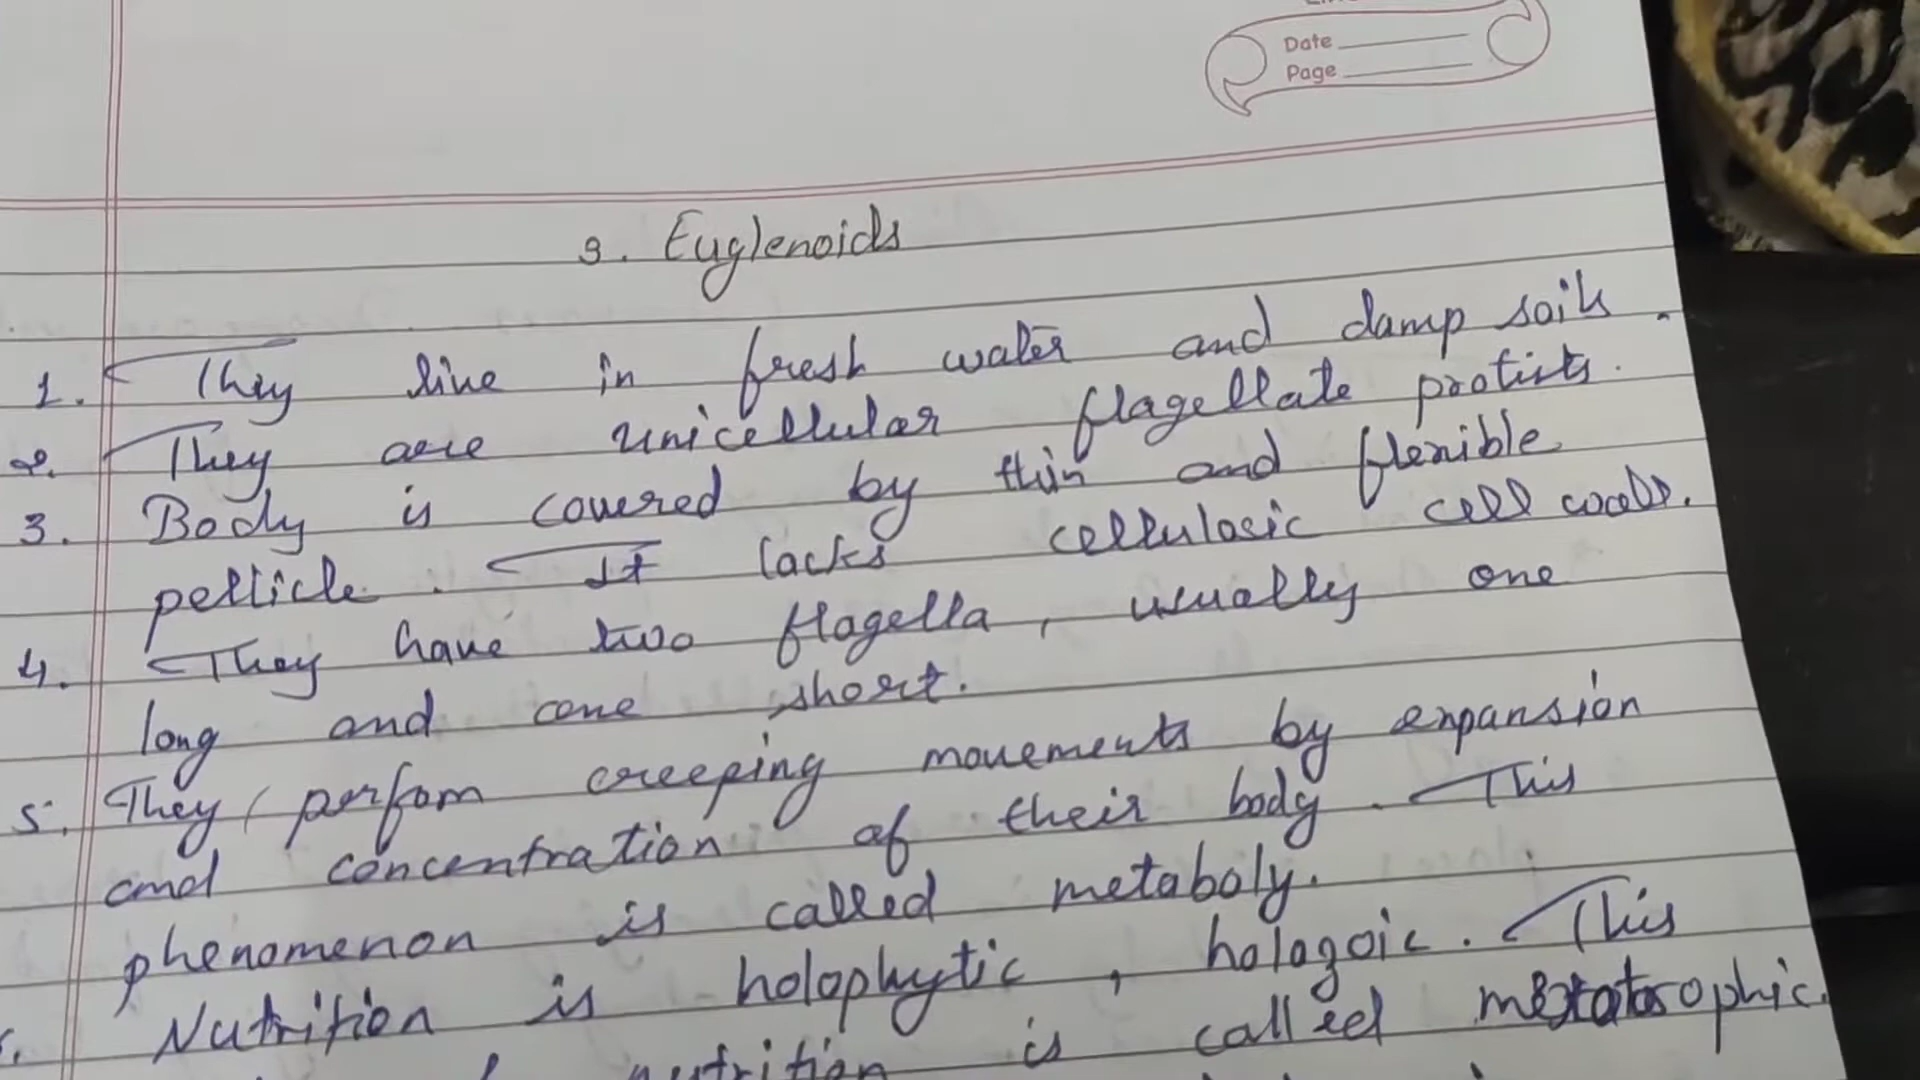 Date
Page
3. Euglenoids
1. They live in fresh water and damp soils.
2. They are unicellular flagellate protists.
3. Body is covered by thin and flexible
pellicle. It lacks cellulosic cell walls.
4. They have two flagella, usually one
long and one short.
5. They perfom creeping movements by expansion
and concentration of their body. This
phenomenon is called metaboly.
Nutrition is holophytic, holozoic. This
nutrition is called